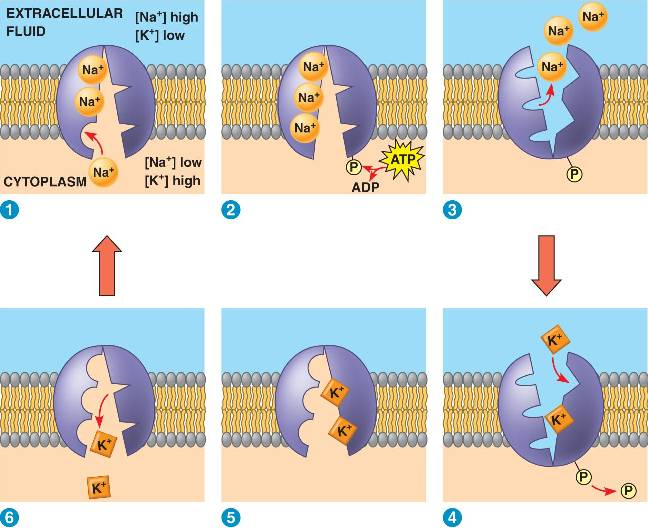 EXTRACELLULAR
FLUID
[Na⁺] high
[K⁺] low
Na⁺
Na⁺
Na⁺
CYTOPLASM
[Na⁺] low
[K⁺] high
1
Na⁺
Na⁺
Na⁺
P
ATP
ADP
2
Na⁺
Na⁺
Na⁺
P
3
K⁺
K⁺
6
K⁺
K⁺
5
K⁺
K⁺
P
P
4